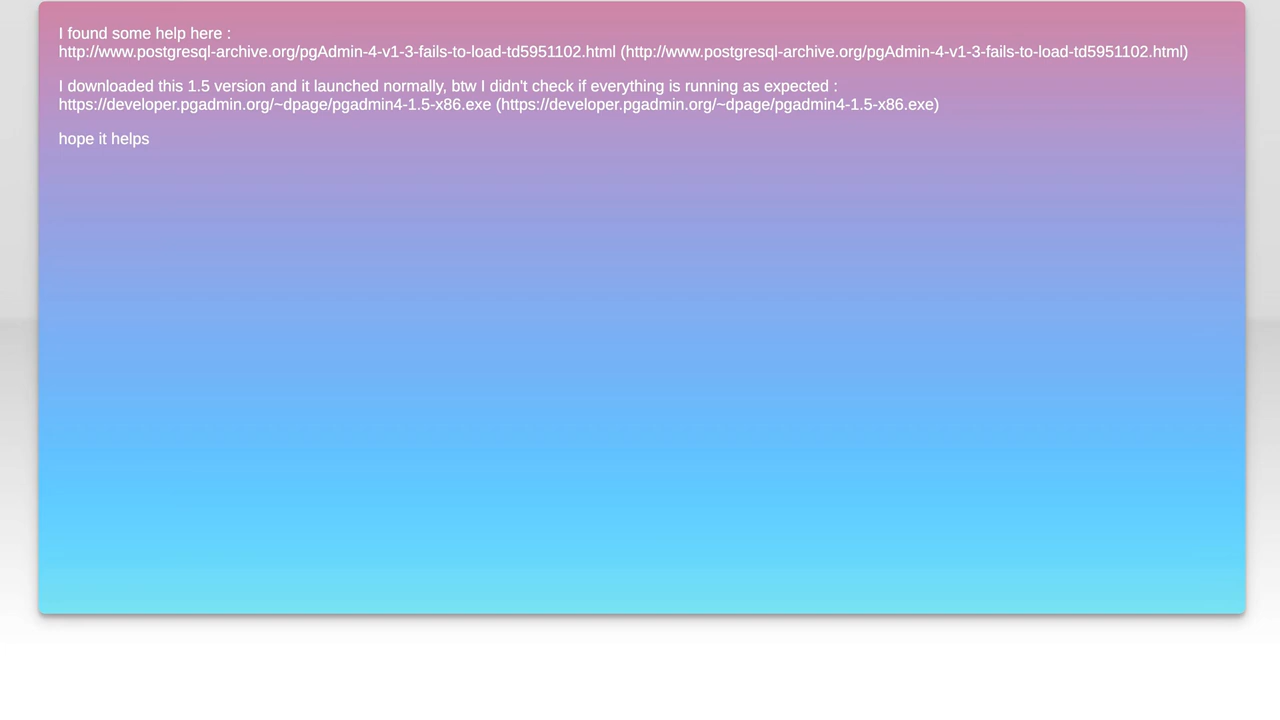 I found some help here :
http://www.postgresql-archive.org/pgAdmin-4-v1-3-fails-to-load-td5951102.html (http://www.postgresql-archive.org/pgAdmin-4-v1-3-fails-to-load-td5951102.html)
I downloaded this 1.5 version and it launched normally, btw I didn't check if everything is running as expected :
https://developer.pgadmin.org/~dpage/pgadmin4-1.5-x86.exe (https://developer.pgadmin.org/~dpage/pgadmin4-1.5-x86.exe)
hope it helps